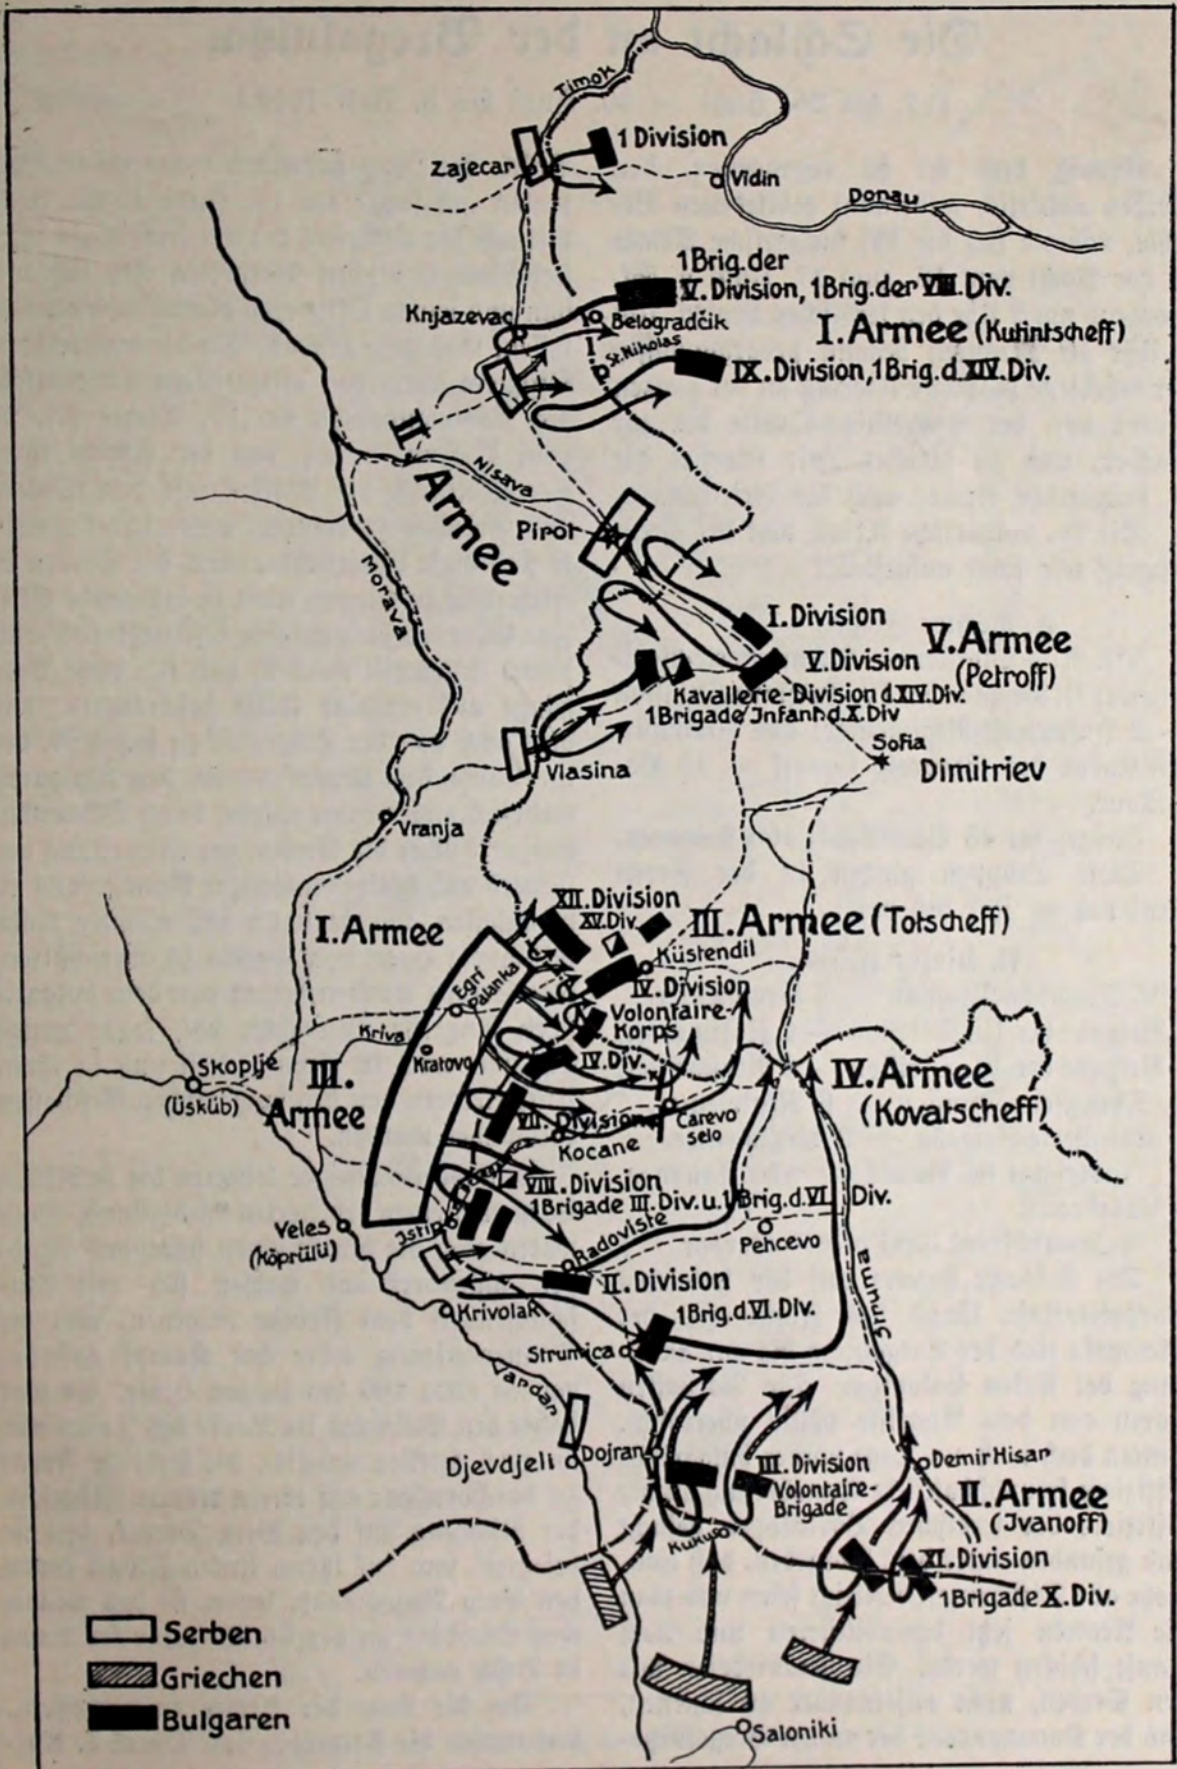 Timok
1 Division
Zajecar
Vidin
Donau
1 Brig. der
V. Division, 1 Brig. der VIII. Div.
Knjazevac
Belogradčik
I. Armee (Kutintscheff)
St. Nikolas
IX. Division, 1 Brig. d. XIV. Div.
II. Armee
Nisava
Pirot
Morava
I. Division
V. Armee
(Petroff)
V. Division
Kavallerie-Division d. XIV. Div.
1 Brigade Infant. d. X. Div
Sofia
Dimitriev
Vlasina
Vranja
XII. Division
XV. Div.
III. Armee (Totscheff)
I. Armee
Küstendil
Egri
Palanka
IV. Division
Volontaire-
Korps
Kriva
Kratovo
IV. Div.
Skoplje
(Üsküb)
III.
Armee
IV. Armee
(Kovatscheff)
VII. Division
Carevo
selo
Kocane
VIII. Division
1 Brigade III. Div. u. 1 Brig. d. VI. Div.
Veles
(Köprülü)
Istip
Radoviste
Pehcevo
Struma
II. Division
Krivolak
1 Brig. d. VI. Div.
Strumica
Vardar
Djevdjeli
Dojran
III. Division
Volontaire-
Brigade
Demir Hisar
II. Armee
(Ivanoff)
Kukus
XI. Division
1 Brigade X. Div.
Serben
Griechen
Bulgaren
Saloniki